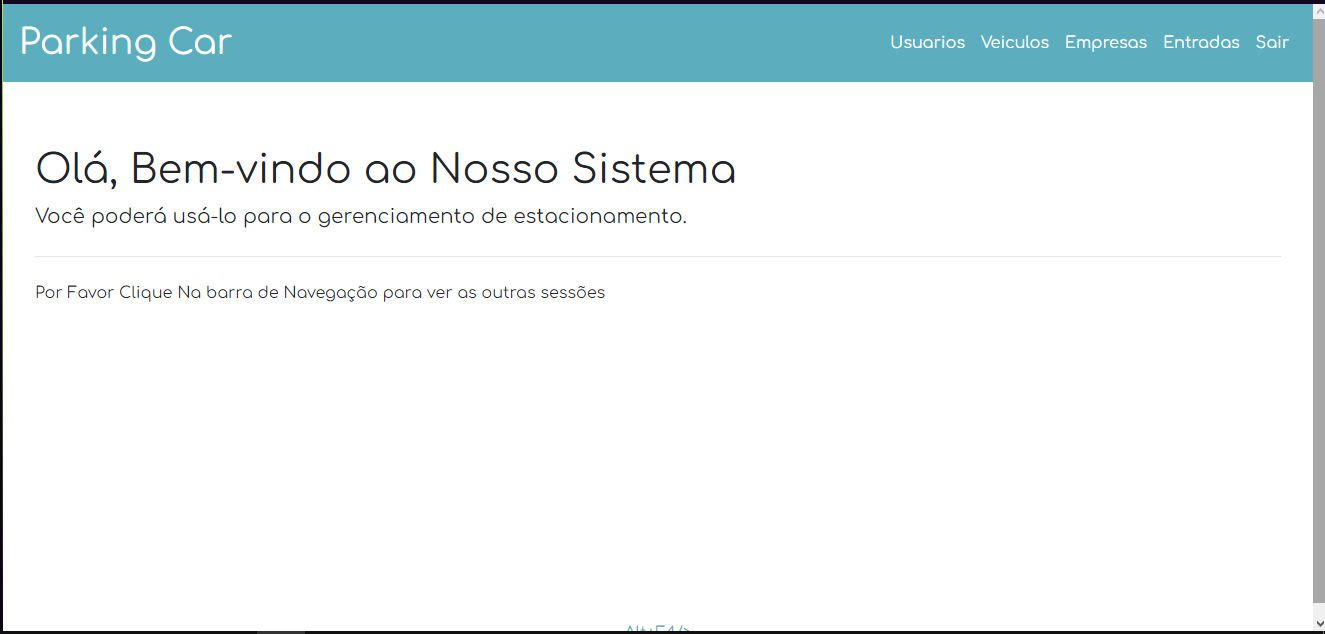 Parking Car
Usuarios Veiculos Empresas Entradas Sair
Olá, Bem-vindo ao Nosso Sistema
Você poderá usá-lo para o gerenciamento de estacionamento.
Por Favor Clique Na barra de Navegação para ver as outras sessões